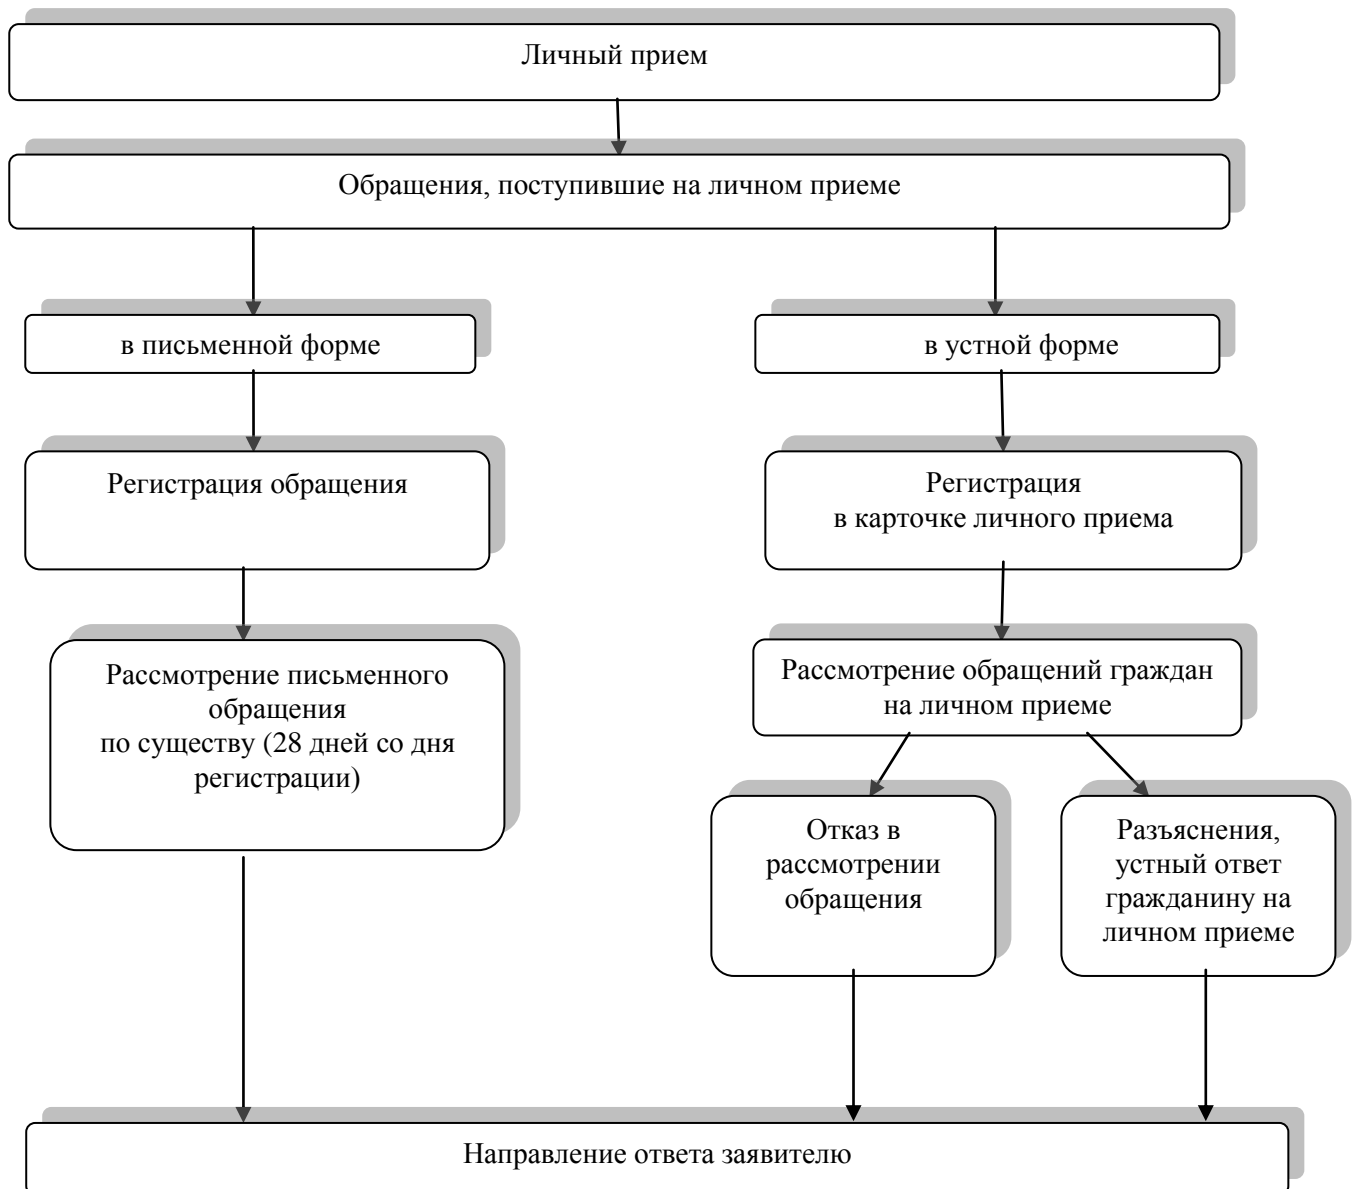 Личный прием
Обращения, поступившие на личном приеме
в письменной форме
в устной форме
Регистрация обращения
Регистрация
в карточке личного приема
Рассмотрение письменного
обращения
по существу (28 дней со дня
регистрации)
Рассмотрение обращений граждан
на личном приеме
Отказ в
рассмотрении
обращения
Разъяснения,
устный ответ
гражданину на
личном приеме
Направление ответа заявителю